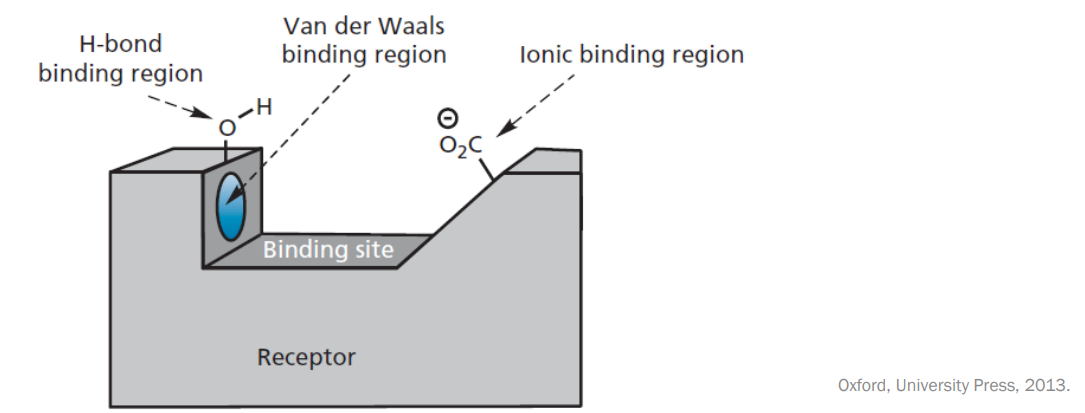 H-bond
binding region
Van der Waals
binding region
Ionic binding region
H
O
⊖
O₂C
Binding site
Receptor
Oxford, University Press, 2013.